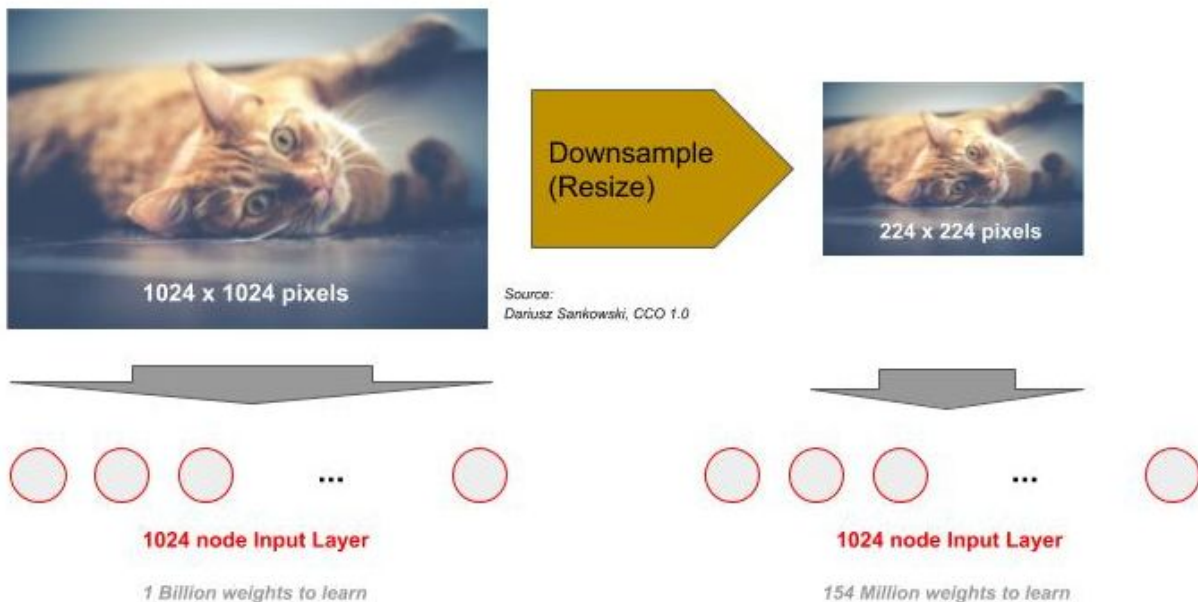 Downsample
(Resize)
224 x 224 pixels
1024 x 1024 pixels
Source:
Dariusz Sankowski, CCO 1.0
...
...
1024 node Input Layer
1024 node Input Layer
1 Billion weights to learn
154 Million weights to learn